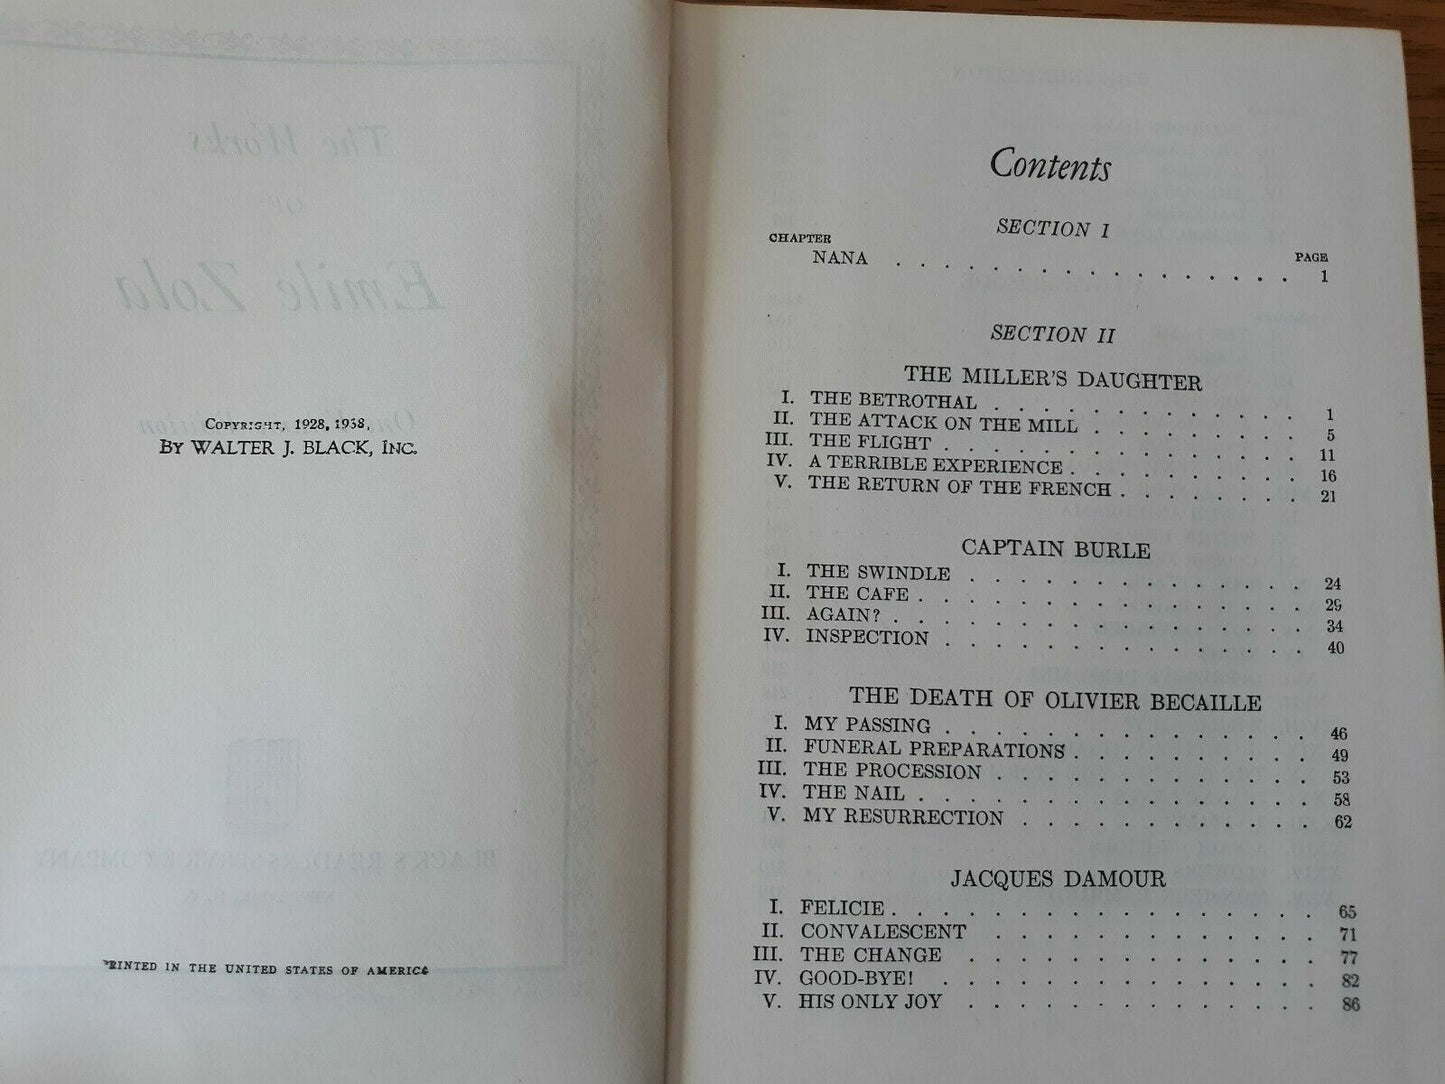 COPYRIGHT, 1928, 1938,
BY WALTER J. BLACK, INC.
PRINTED IN THE UNITED STATES OF AMERICA
Contents
SECTION I
CHAPTER PAGE
NANA . . . . . . . . . . . . . . . . . 1
SECTION II
THE MILLER'S DAUGHTER
I. THE BETROTHAL . . . . . . . . . . . . . 1
II. THE ATTACK ON THE MILL . . . . . . . . . 5
III. THE FLIGHT . . . . . . . . . . . . . . . 11
IV. A TERRIBLE EXPERIENCE . . . . . . . . . . 16
V. THE RETURN OF THE FRENCH . . . . . . . . 21
CAPTAIN BURLE
I. THE SWINDLE . . . . . . . . . . . . . . 24
II. THE CAFE . . . . . . . . . . . . . . . . 29
III. AGAIN? . . . . . . . . . . . . . . . . . 34
IV. INSPECTION . . . . . . . . . . . . . . . 40
THE DEATH OF OLIVIER BECAILLE
I. MY PASSING . . . . . . . . . . . . . . . 46
II. FUNERAL PREPARATIONS . . . . . . . . . . 49
III. THE PROCESSION . . . . . . . . . . . . . 53
IV. THE NAIL . . . . . . . . . . . . . . . . 58
V. MY RESURRECTION . . . . . . . . . . . . 62
JACQUES DAMOUR
I. FELICIE . . . . . . . . . . . . . . . . . 65
II. CONVALESCENT . . . . . . . . . . . . . . 71
III. THE CHANGE . . . . . . . . . . . . . . . 77
IV. GOOD-BYE! . . . . . . . . . . . . . . . 82
V. HIS ONLY JOY . . . . . . . . . . . . . . 86